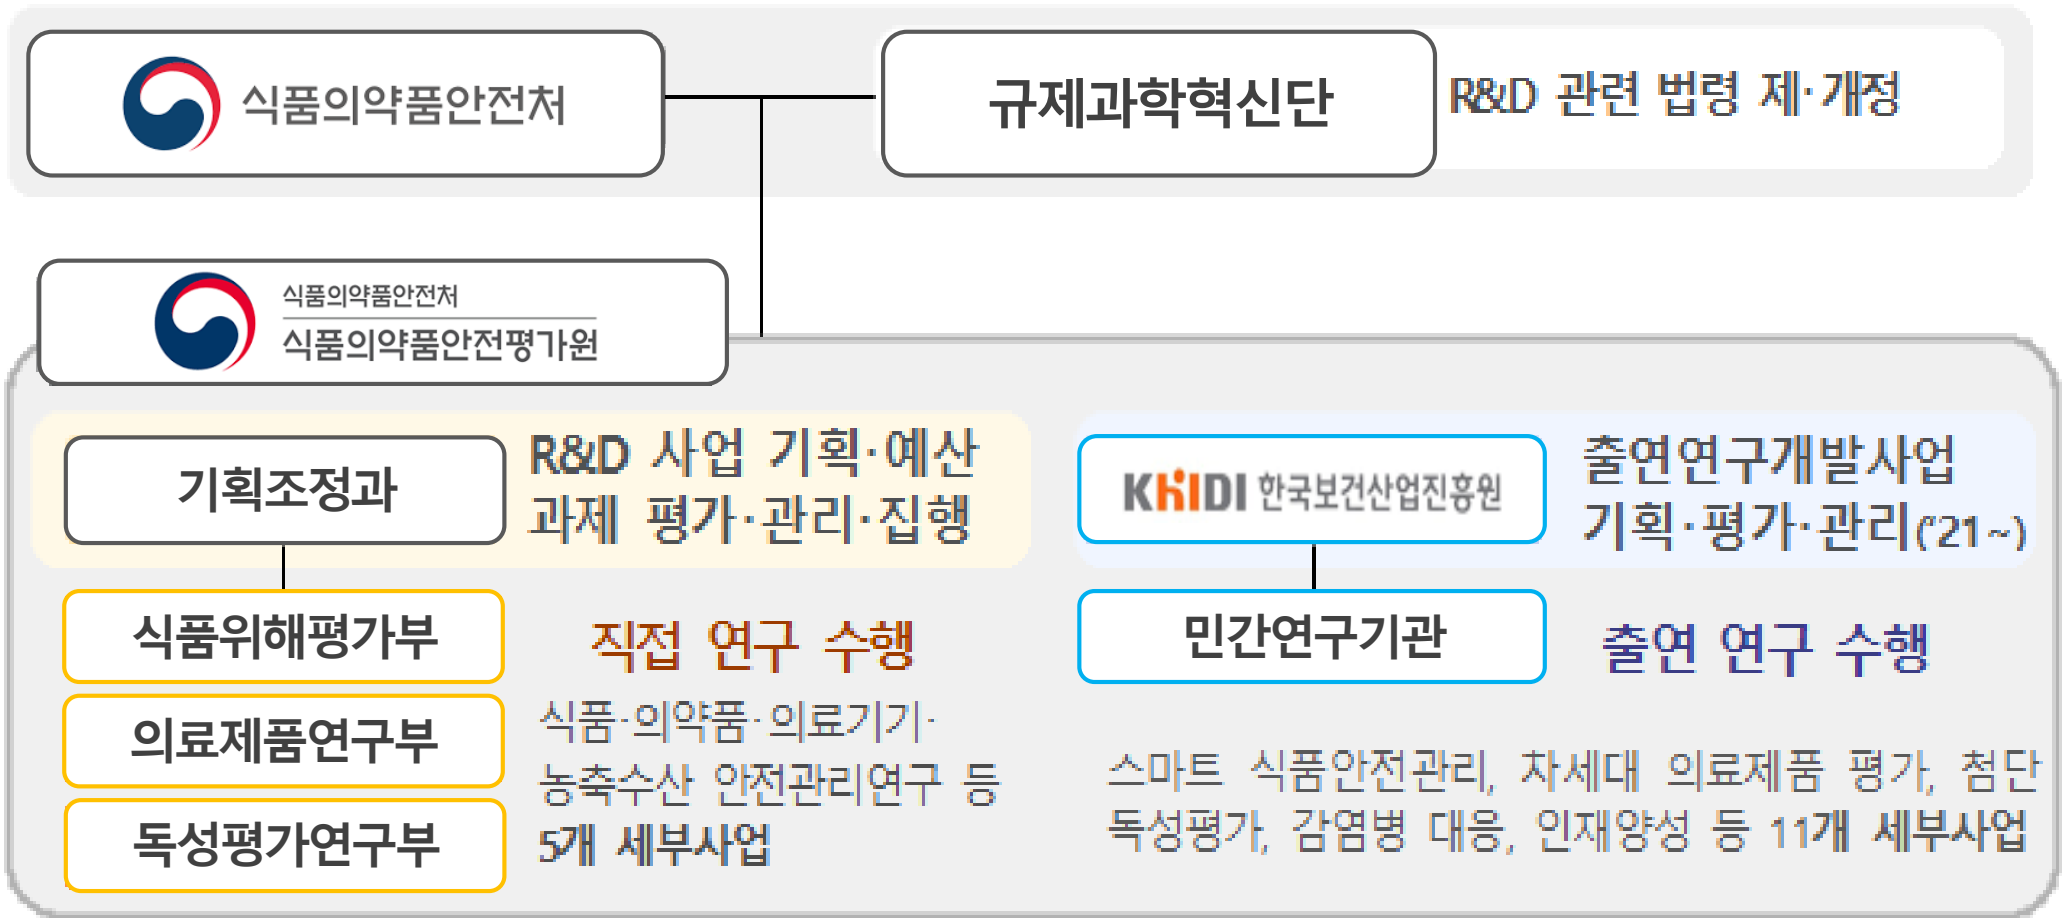 식품의약품안전처
규제과학혁신단
R&D 관련 법령 제·개정
식품의약품안전처
식품의약품안전평가원
기획조정과
R&D 사업 기획·예산
과제 평가·관리·집행
식품위해평가부
의료제품연구부
독성평가연구부
직접 연구 수행
식품·의약품·의료기기·
농축수산 안전관리연구 등
5개 세부사업
KHIDI 한국보건산업진흥원
출연연구개발사업
기획·평가·관리('21~)
민간연구기관
출연 연구 수행
스마트 식품안전관리, 차세대 의료제품 평가, 첨단
독성평가, 감염병 대응, 인재양성 등 11개 세부사업